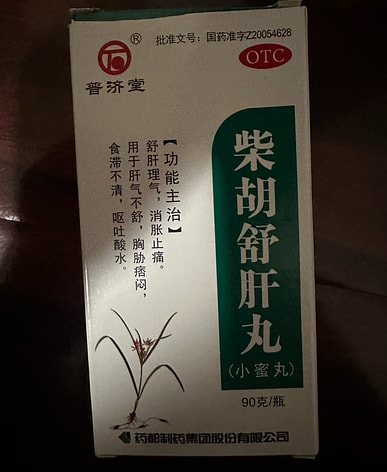 批准文号：国药准字Z20054628
®
OTC
普济堂
柴胡舒肝丸
（小蜜丸）
【功能主治】
舒肝理气，消胀止痛。
用于肝气不舒，胸胁痞闷，
食滞不清，呕吐酸水。
90克/瓶
药都制药集团股份有限公司